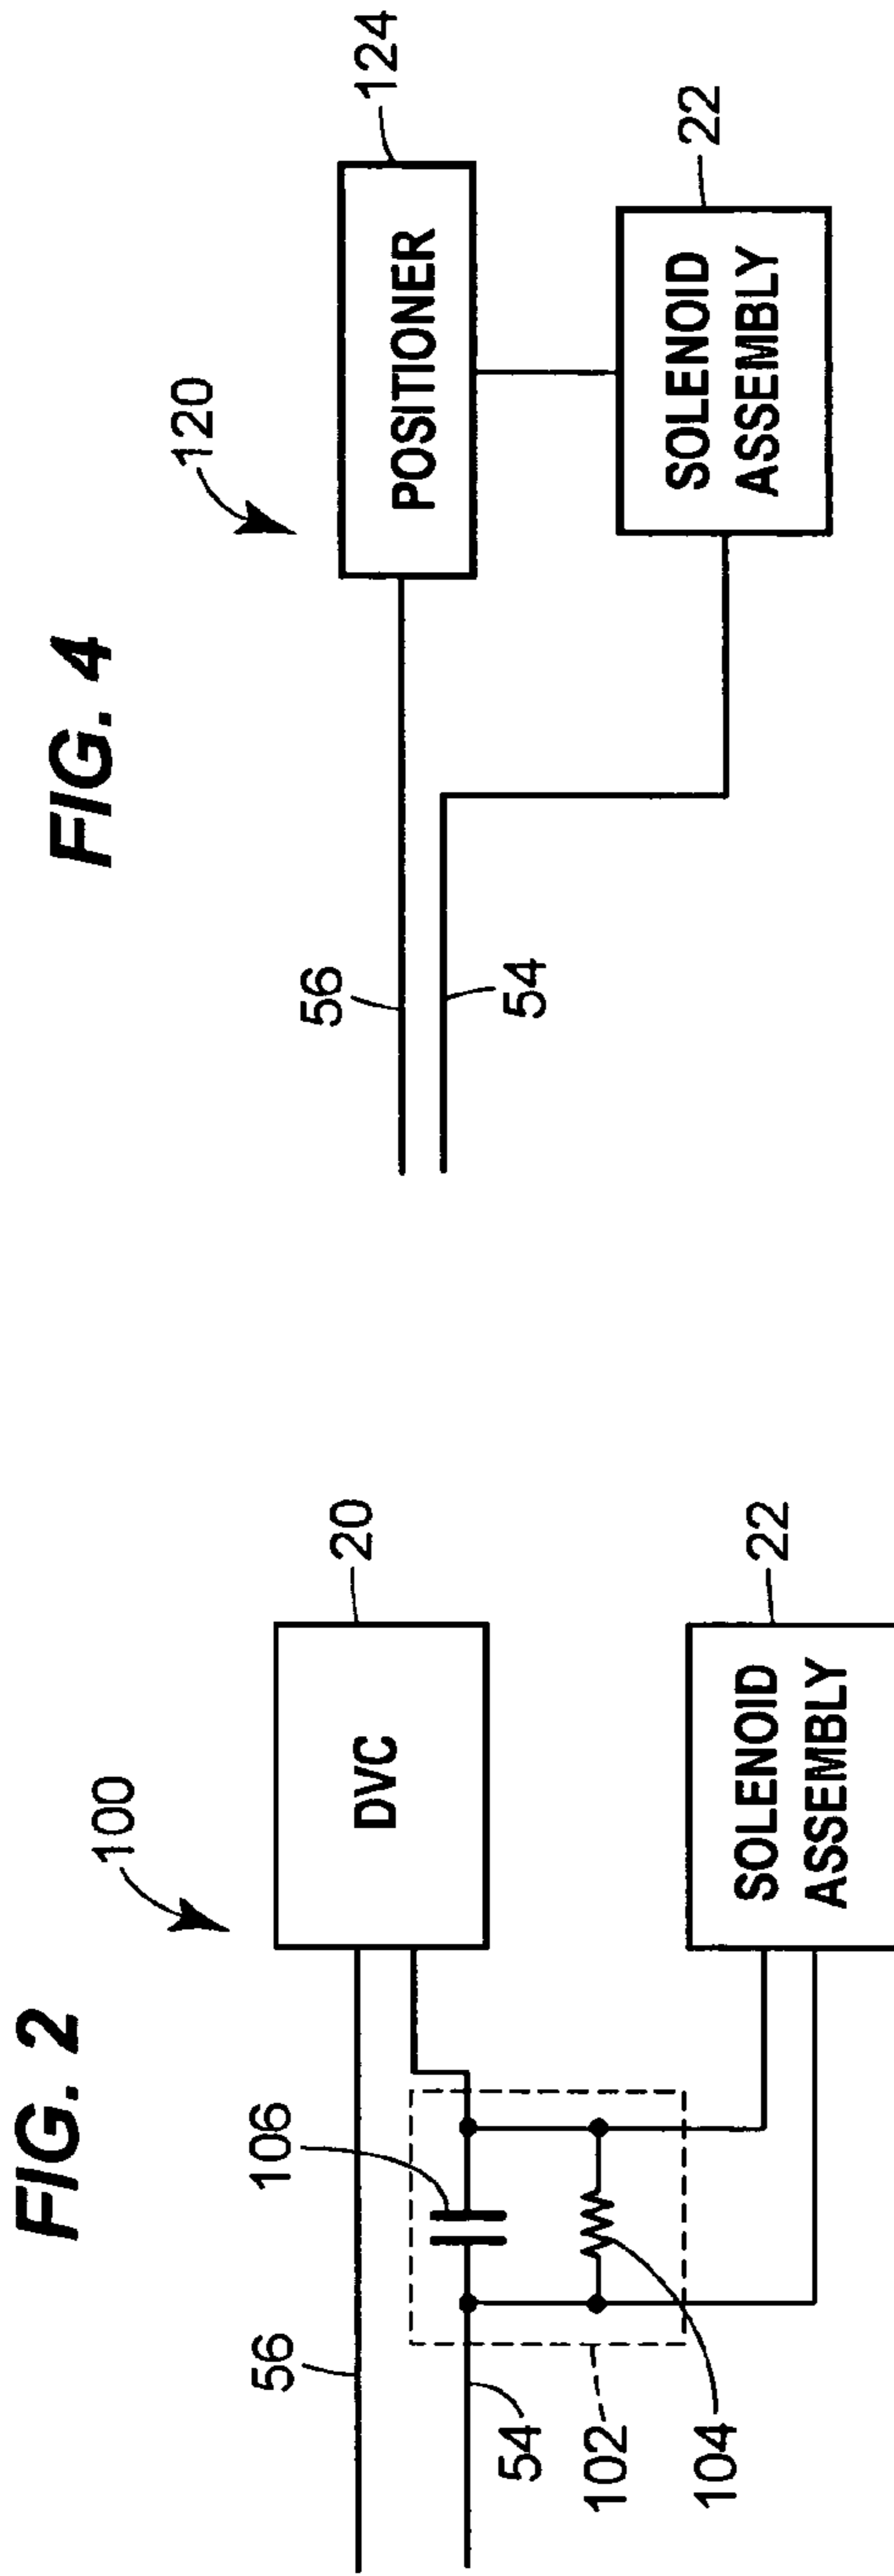 FIG. 2
100
20
DVC
56
106
54
102
104
22
SOLENOID
ASSEMBLY
FIG. 4
120
124
POSITIONER
56
54
22
SOLENOID
ASSEMBLY